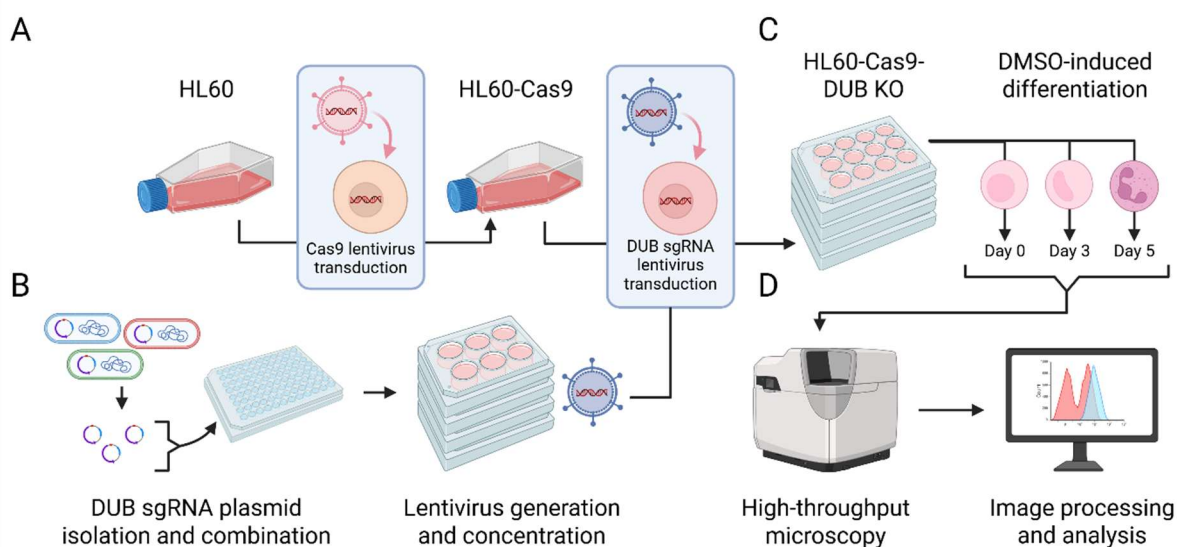 A
HL60
Cas9 lentivirus
transduction
HL60-Cas9
DUB sgRNA
lentivirus
transduction
B
DUB sgRNA plasmid
isolation and combination
Lentivirus generation
and concentration
C
HL60-Cas9-
DUB KO
DMSO-induced
differentiation
Day 0
Day 3
Day 5
D
High-throughput
microscopy
Image processing
and analysis
Count